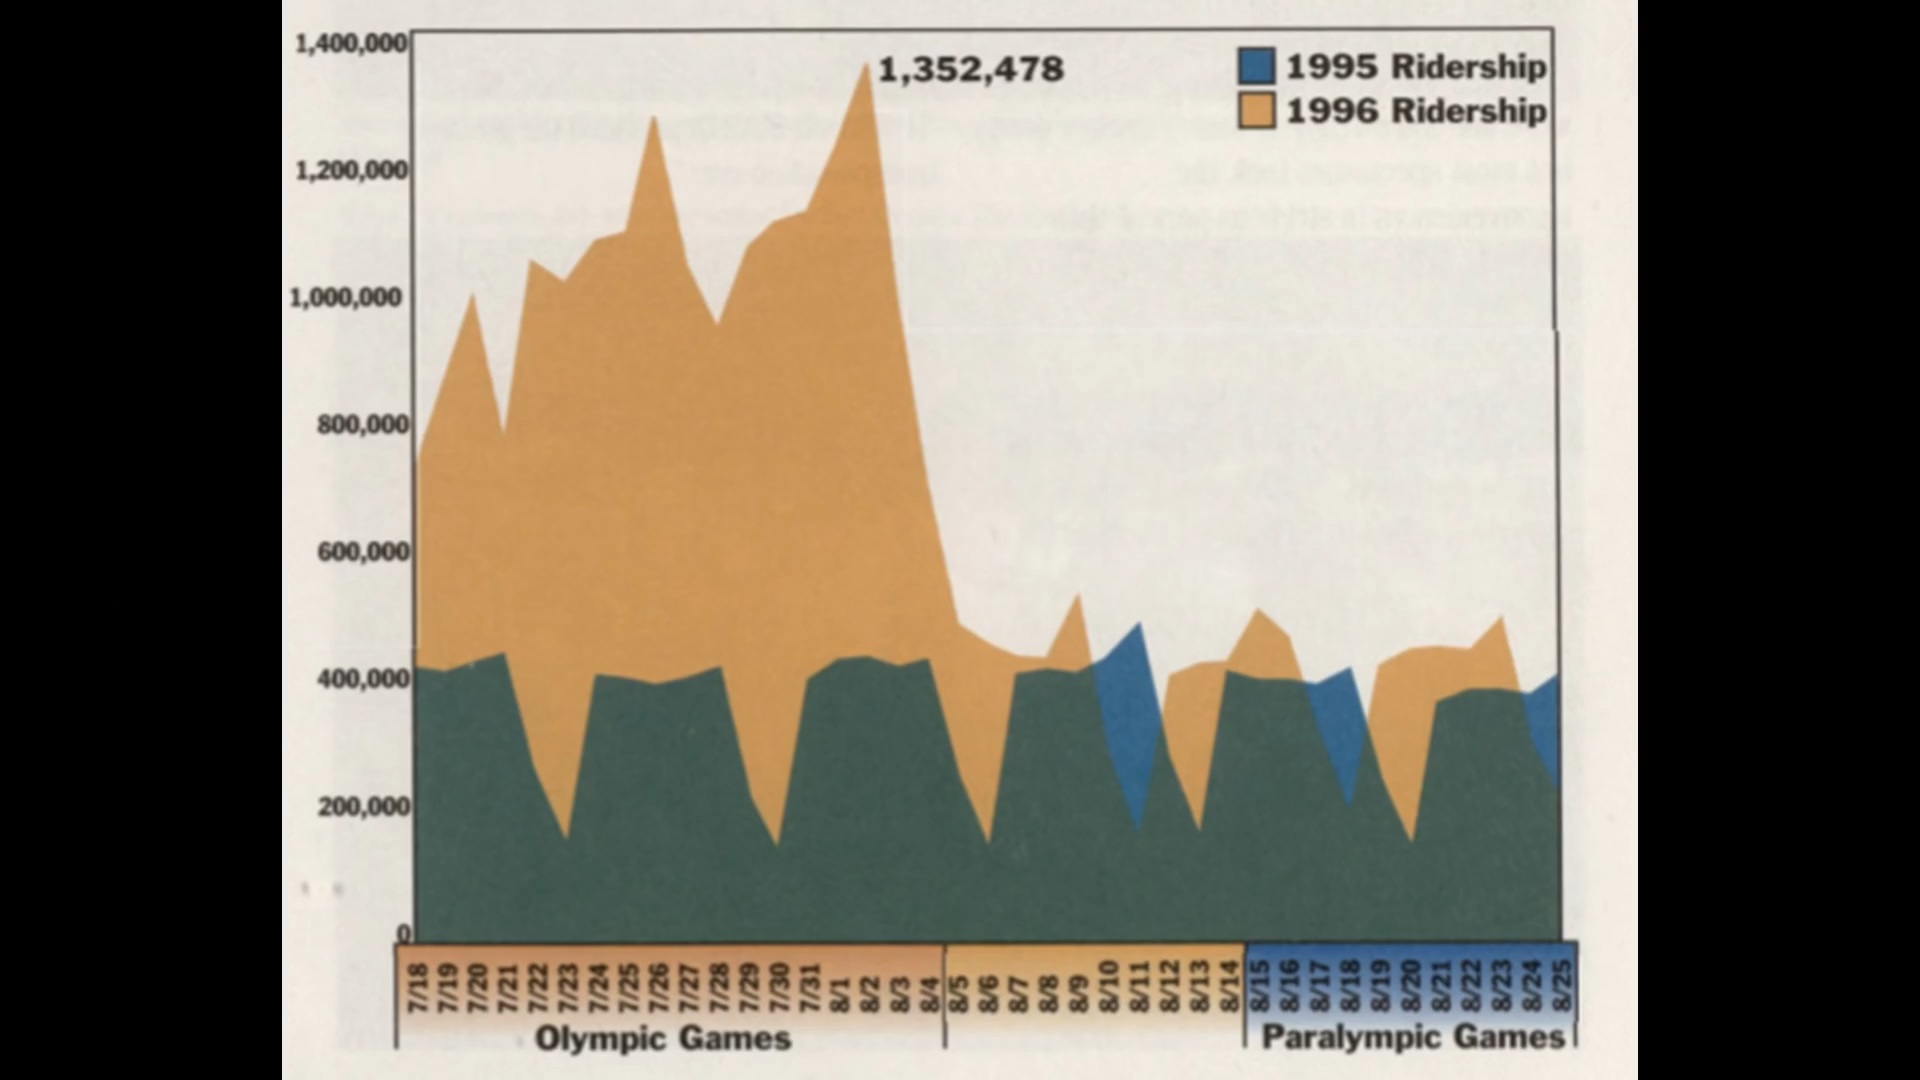 1,400,000
1,200,000
1,000,000
800,000
600,000
400,000
200,000
0
1,352,478
1995 Ridership
1996 Ridership
7/18 7/19 7/20 7/21 7/22 7/23 7/24 7/25 7/26 7/27 7/28 7/29 7/30 7/31 8/1 8/2 8/3 8/4 8/5 8/6 8/7 8/8 8/9 8/10 8/11 8/12 8/13 8/14 8/15 8/16 8/17 8/18 8/19 8/20 8/21 8/22 8/23 8/24 8/25
Olympic Games
Paralympic Games